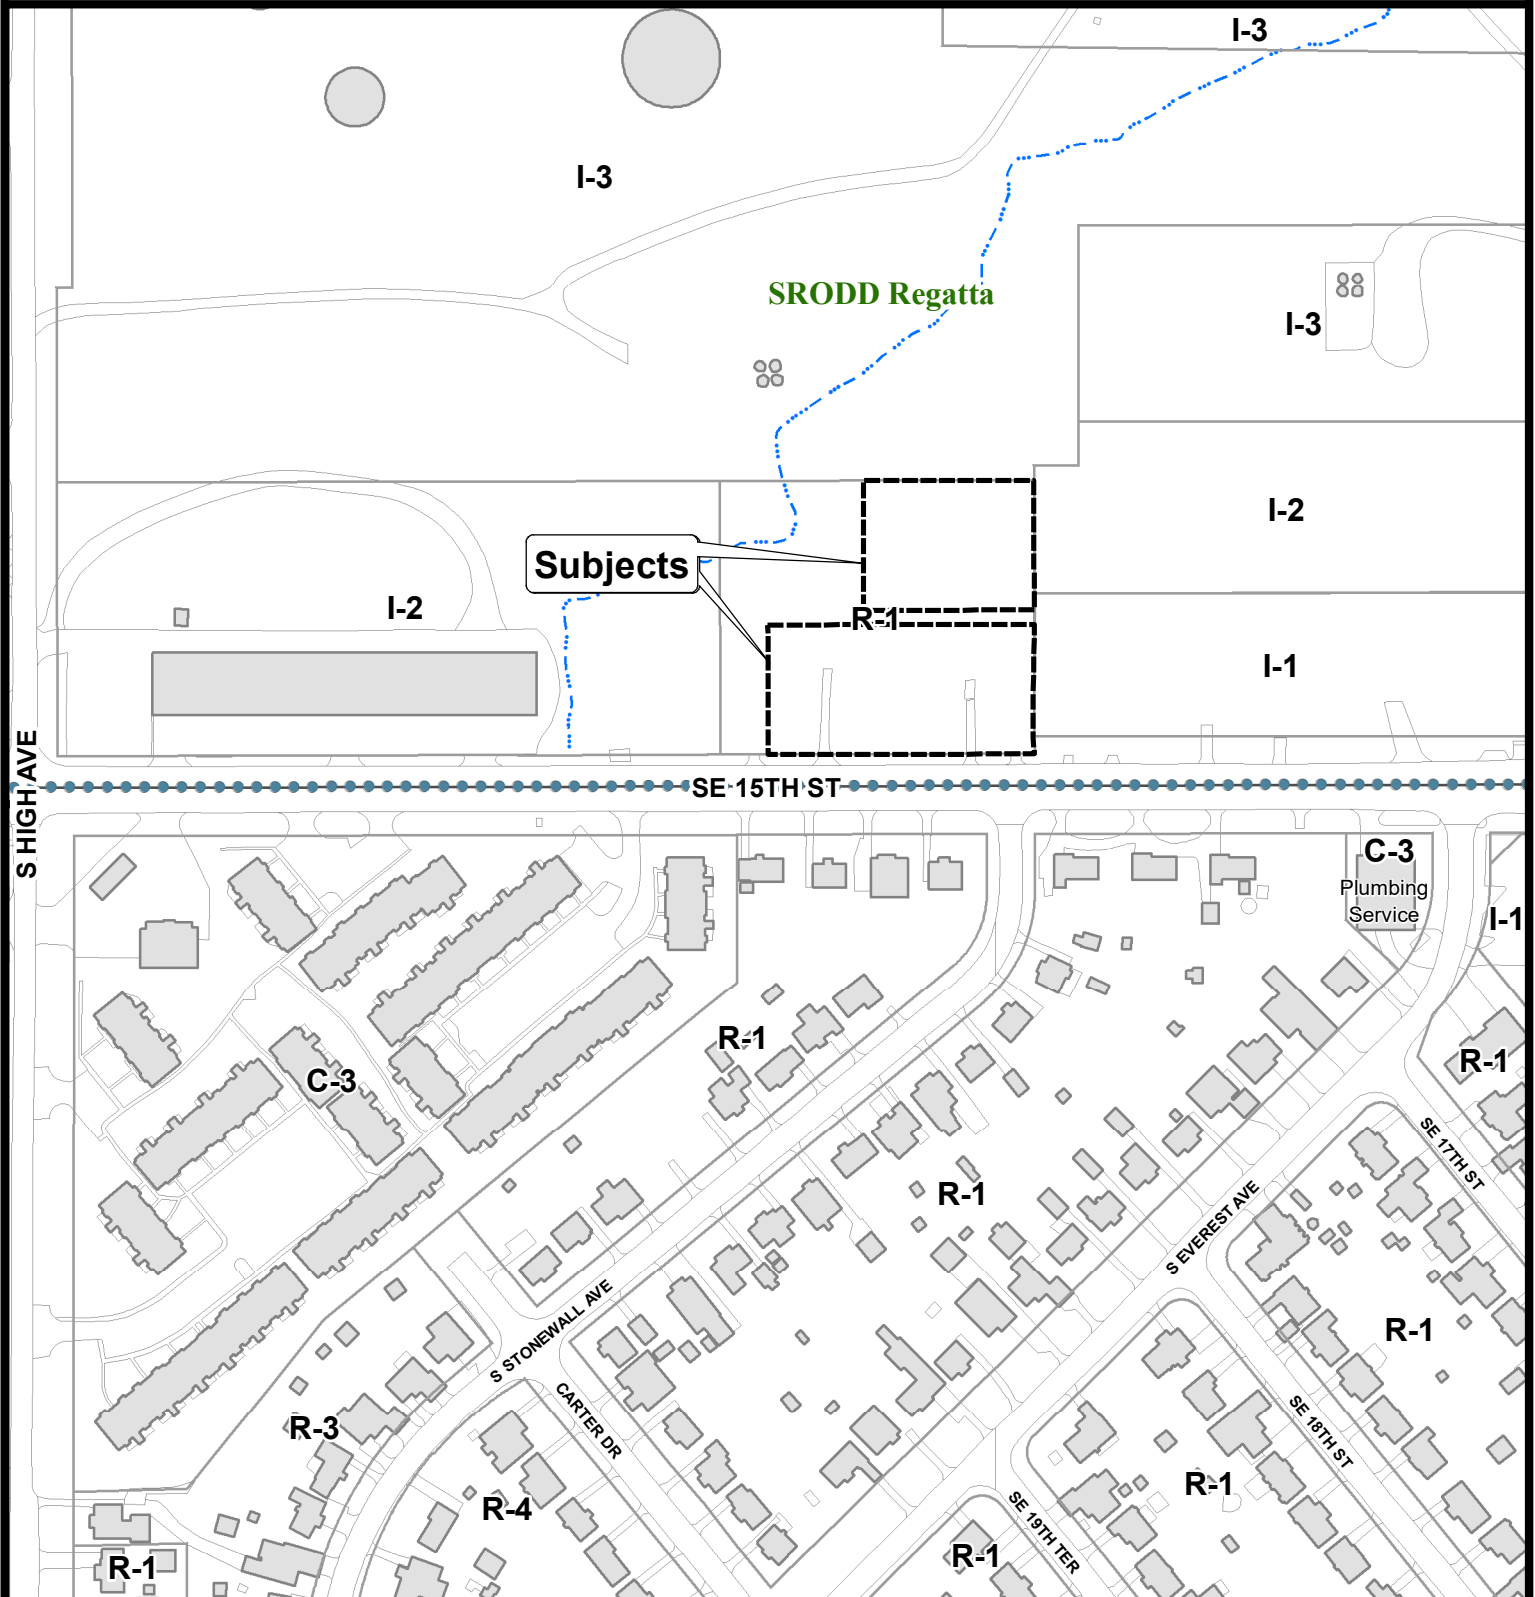 I-3
I-3
SRODD Regatta
I-3
I-2
Subjects
I-2
R-1
I-1
S HIGH AVE
SE 15TH ST
C-3
Plumbing
Service
I-1
R-1
R-1
C-3
SE 17TH ST
R-1
S EVEREST AVE
S STONEWALL AVE
R-1
CARTER DR
SE 18TH ST
R-3
R-1
R-4
SE 19TH TER
R-1
R-1